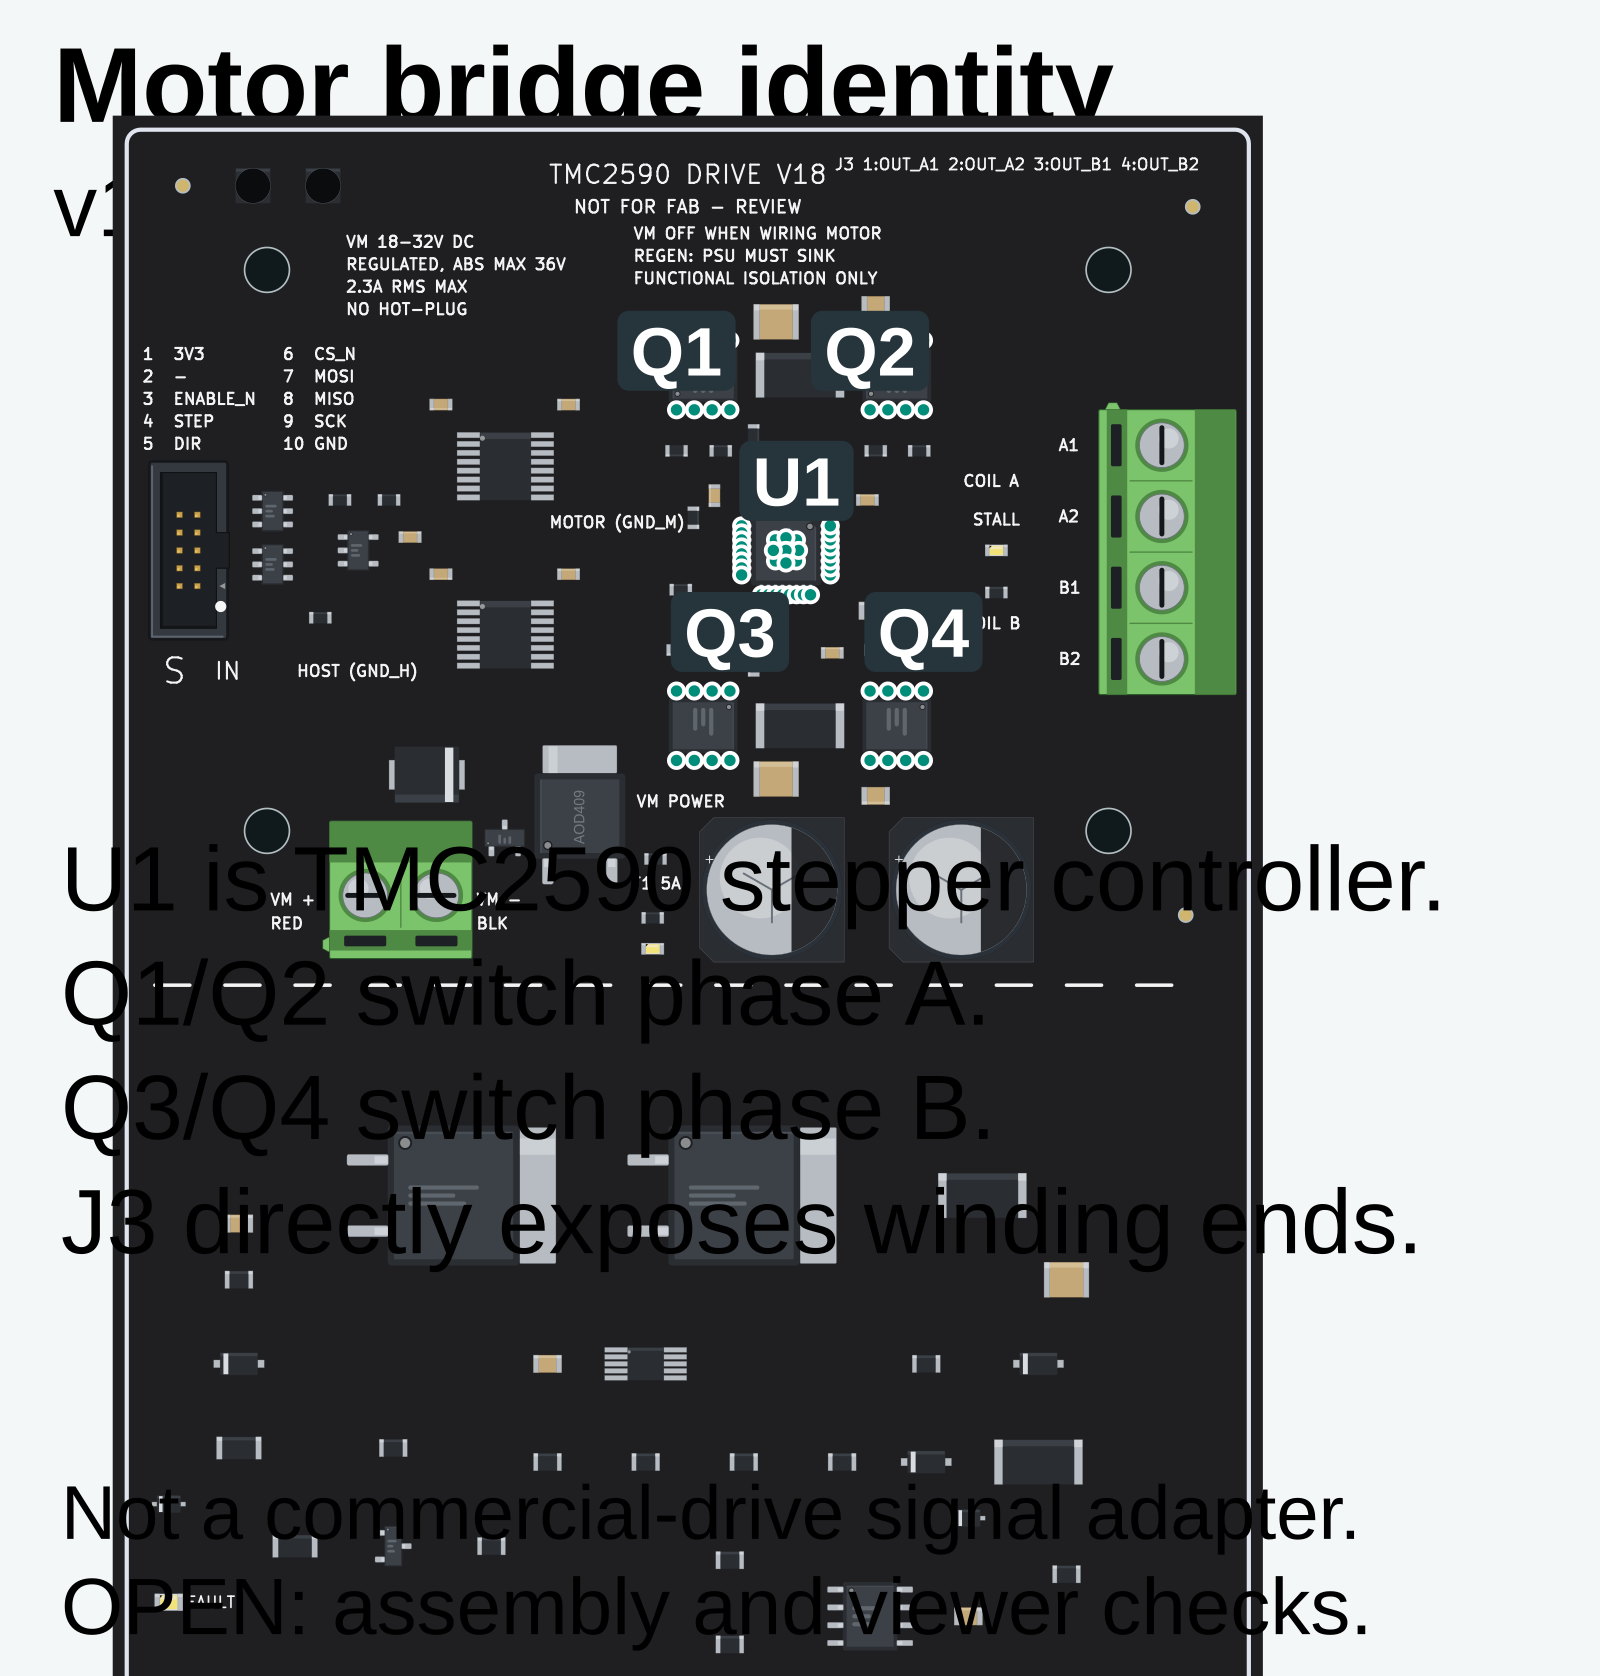 Motor bridge identity
TMC2590 DRIVE V18
J3 1:OUT_A1 2:OUT_A2 3:OUT_B1 4:OUT_B2
NOT FOR FAB - REVIEW
VM 18-32V DC
REGULATED, ABS MAX 36V
2.3A RMS MAX
NO HOT-PLUG
VM OFF WHEN WIRING MOTOR
REGEN: PSU MUST SINK
FUNCTIONAL ISOLATION ONLY
Q1
Q2
1 3V3 6 CS_N
2 - 7 MOSI
3 ENABLE_N 8 MISO
4 STEP 9 SCK
5 DIR 10 GND
A1
U1
COIL A
MOTOR (GND_M)
STALL
A2
B1
Q3
Q4
B
B2
S IN
HOST (GND_H)
AOD409
VM POWER
U1 is TMC2590 stepper controller.
5A
VM + VM -
RED BLK
Q1/Q2 switch phase A.
Q3/Q4 switch phase B.
J3 directly exposes winding ends.
Not a commercial-drive signal adapter.
OPEN: assembly and viewer checks.
FAULT